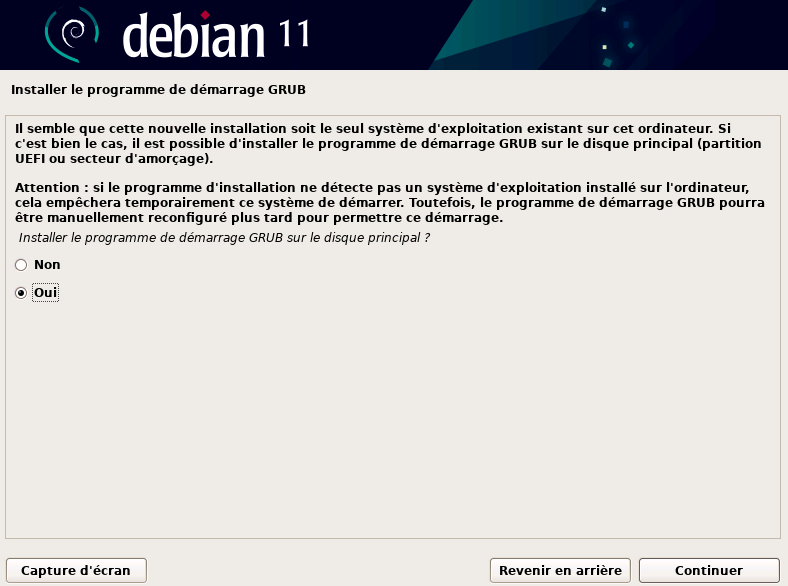 debian 11
Installer le programme de démarrage GRUB
Il semble que cette nouvelle installation soit le seul système d'exploitation existant sur cet ordinateur. Si
c'est bien le cas, il est possible d'installer le programme de démarrage GRUB sur le disque principal (partition
UEFI ou secteur d'amorçage).
Attention : si le programme d'installation ne détecte pas un système d'exploitation installé sur l'ordinateur,
cela empêchera temporairement ce système de démarrer. Toutefois, le programme de démarrage GRUB pourra
être manuellement reconfiguré plus tard pour permettre ce démarrage.
Installer le programme de démarrage GRUB sur le disque principal ?
Non
Oui
Capture d'écran
Revenir en arrière
Continuer